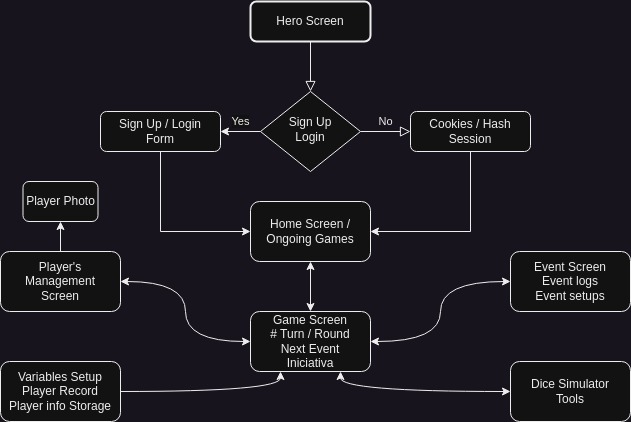 Hero Screen
Sign Up
Login
Yes
No
Sign Up / Login
Form
Cookies / Hash
Session
Player Photo
Home Screen /
Ongoing Games
Player's
Management
Screen
Event Screen
Event logs
Event setups
Game Screen
# Turn / Round
Next Event
Iniciativa
Variables Setup
Player Record
Player info Storage
Dice Simulator
Tools